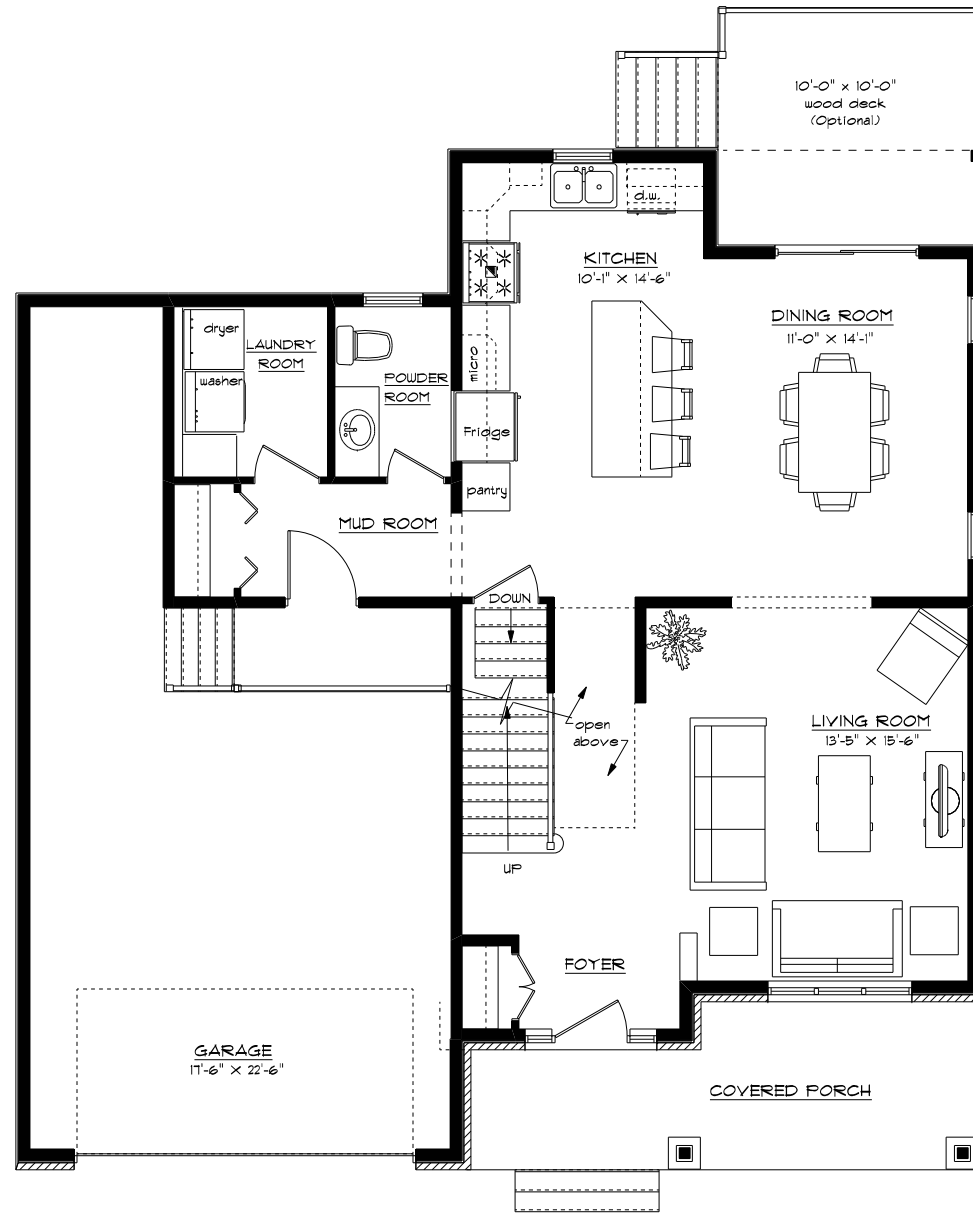 10'-0" x 10'-0"
wood deck
(Optional)
d.w.
KITCHEN
10'-1" X 14'-6"
DINING ROOM
11'-0" X 14'-1"
dryer
LAUNDRY
ROOM
washer
micro
POWDER
ROOM
Fridge
pantry
MUD ROOM
DOWN
open
above
LIVING ROOM
13'-5" X 15'-6"
UP
FOYER
GARAGE
17'-6" X 22'-6"
COVERED PORCH